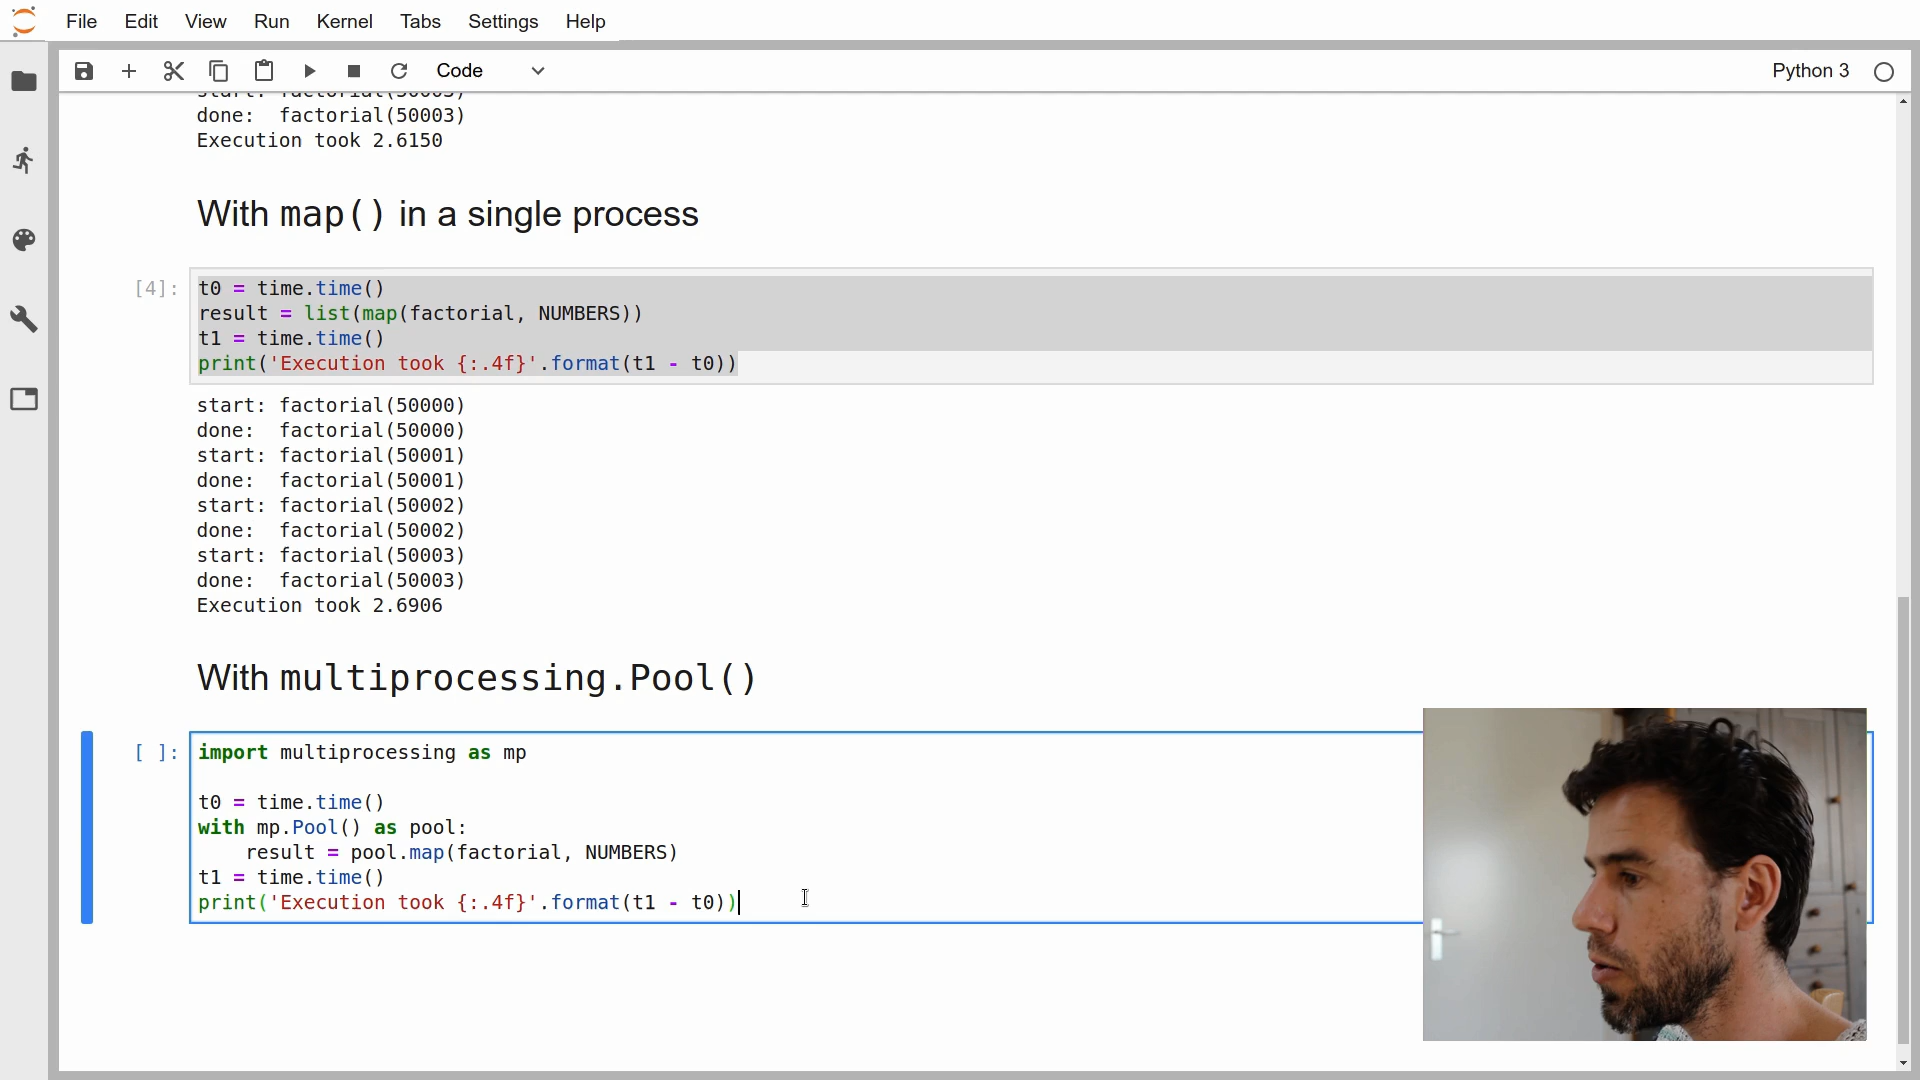 File Edit View Run Kernel Tabs Settings Help
Code
Python 3
done:  factorial(50003)
Execution took 2.6150
With map() in a single process
[4]:
t0 = time.time()
result = list(map(factorial, NUMBERS))
t1 = time.time()
print('Execution took {:.4f}'.format(t1 - t0))
start: factorial(50000)
done:  factorial(50000)
start: factorial(50001)
done:  factorial(50001)
start: factorial(50002)
done:  factorial(50002)
start: factorial(50003)
done:  factorial(50003)
Execution took 2.6906
With multiprocessing.Pool()
[ ]:
import multiprocessing as mp
t0 = time.time()
with mp.Pool() as pool:
    result = pool.map(factorial, NUMBERS)
t1 = time.time()
print('Execution took {:.4f}'.format(t1 - t0))